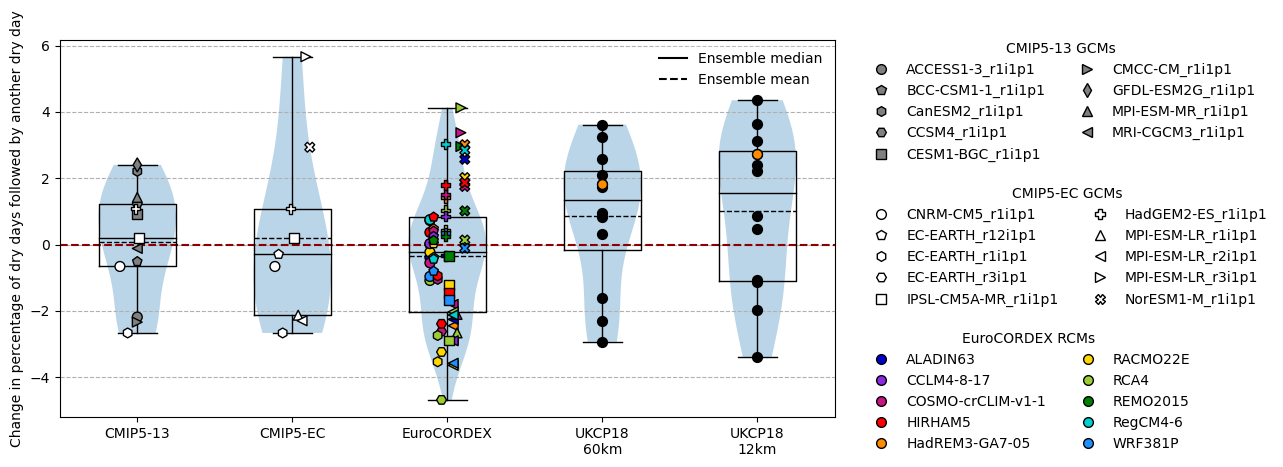 Change in percentage of dry days followed by another dry day
6
4
2
0
−2
−4
Ensemble median
Ensemble mean
CMIP5-13
CMIP5-EC
EuroCORDEX
UKCP18
60km
UKCP18
12km
CMIP5-13 GCMs
ACCESS1-3_r1i1p1
BCC-CSM1-1_r1i1p1
CanESM2_r1i1p1
CCSM4_r1i1p1
CESM1-BGC_r1i1p1
CMCC-CM_r1i1p1
GFDL-ESM2G_r1i1p1
MPI-ESM-MR_r1i1p1
MRI-CGCM3_r1i1p1
CMIP5-EC GCMs
CNRM-CM5_r1i1p1
EC-EARTH_r12i1p1
EC-EARTH_r1i1p1
EC-EARTH_r3i1p1
IPSL-CM5A-MR_r1i1p1
HadGEM2-ES_r1i1p1
MPI-ESM-LR_r1i1p1
MPI-ESM-LR_r2i1p1
MPI-ESM-LR_r3i1p1
NorESM1-M_r1i1p1
EuroCORDEX RCMs
ALADIN63
CCLM4-8-17
COSMO-crCLIM-v1-1
HIRHAM5
HadREM3-GA7-05
RACMO22E
RCA4
REMO2015
RegCM4-6
WRF381P